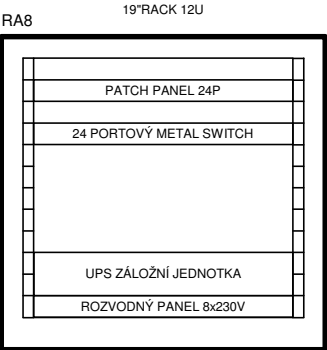 19"RACK 12U
RA8
PATCH PANEL 24P
24 PORTOVÝ METAL SWITCH
UPS ZÁLOŽNÍ JEDNOTKA
ROZVODNÝ PANEL 8x230V